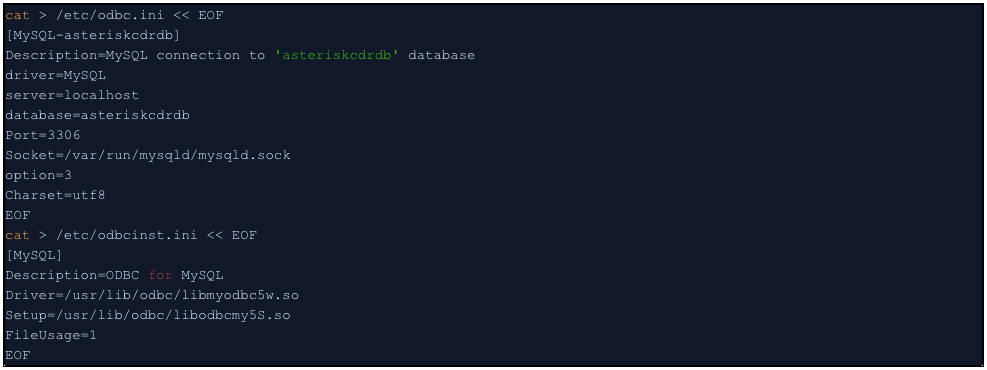 cat > /etc/odbc.ini << EOF
[MySQL-asteriskcdrdb]
Description=MySQL connection to 'asteriskcdrdb' database
driver=MySQL
server=localhost
database=asteriskcdrdb
Port=3306
Socket=/var/run/mysqld/mysqld.sock
option=3
Charset=utf8
EOF
cat > /etc/odbcinst.ini << EOF
[MySQL]
Description=ODBC for MySQL
Driver=/usr/lib/odbc/libmyodbc5w.so
Setup=/usr/lib/odbc/libodbcmy5S.so
FileUsage=1
EOF